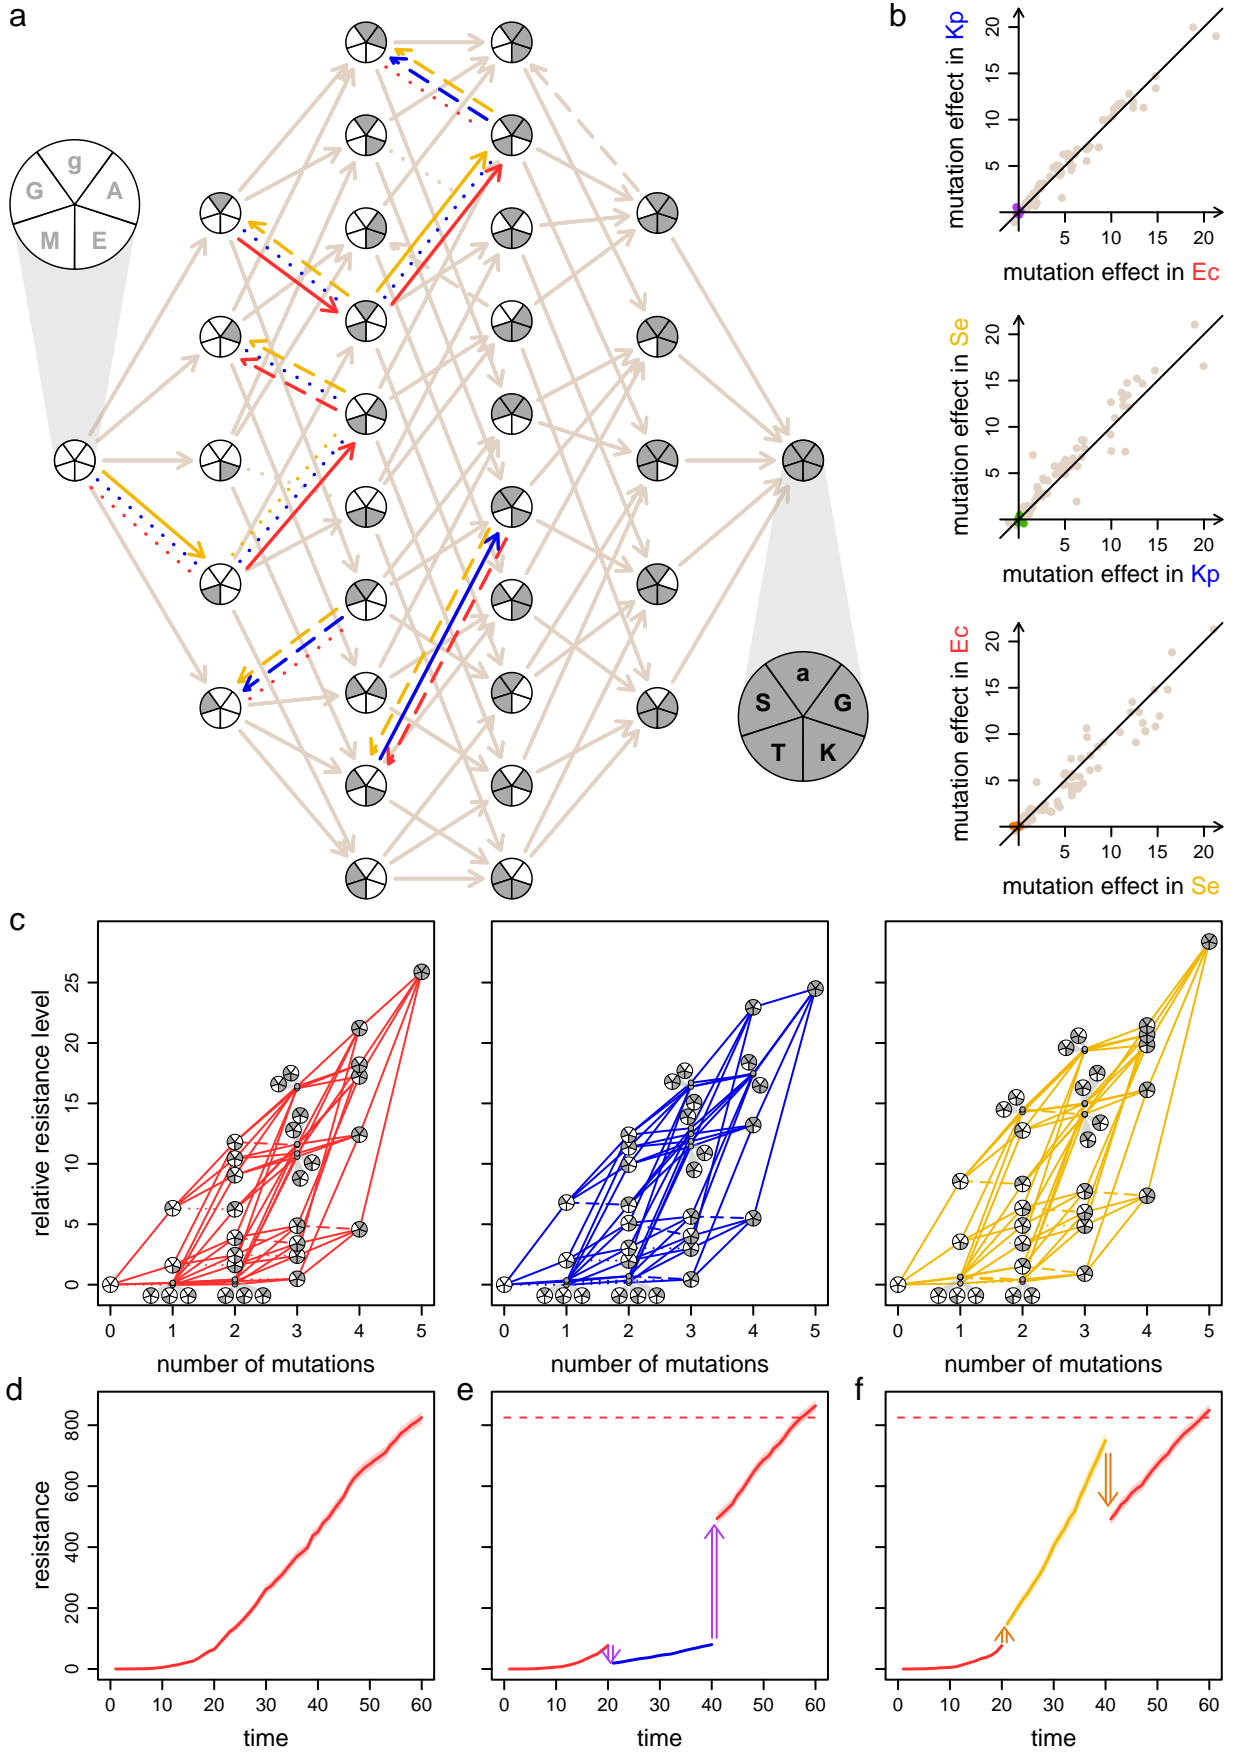 a
g
G
A
M
E
a
S
G
T
K
b
mutation effect in Kp
5
10
15
20
5
10
15
20
mutation effect in Ec
mutation effect in Se
5
10
15
20
5
10
15
20
mutation effect in Kp
mutation effect in Ec
5
10
15
20
5
10
15
20
mutation effect in Se
c
relative resistance level
0
5
10
15
20
25
0 1 2 3 4 5
number of mutations
0 1 2 3 4 5
number of mutations
0 1 2 3 4 5
number of mutations
d
resistance
0
200
400
600
800
0 10 20 30 40 50 60
time
e
0 10 20 30 40 50 60
time
f
0 10 20 30 40 50 60
time